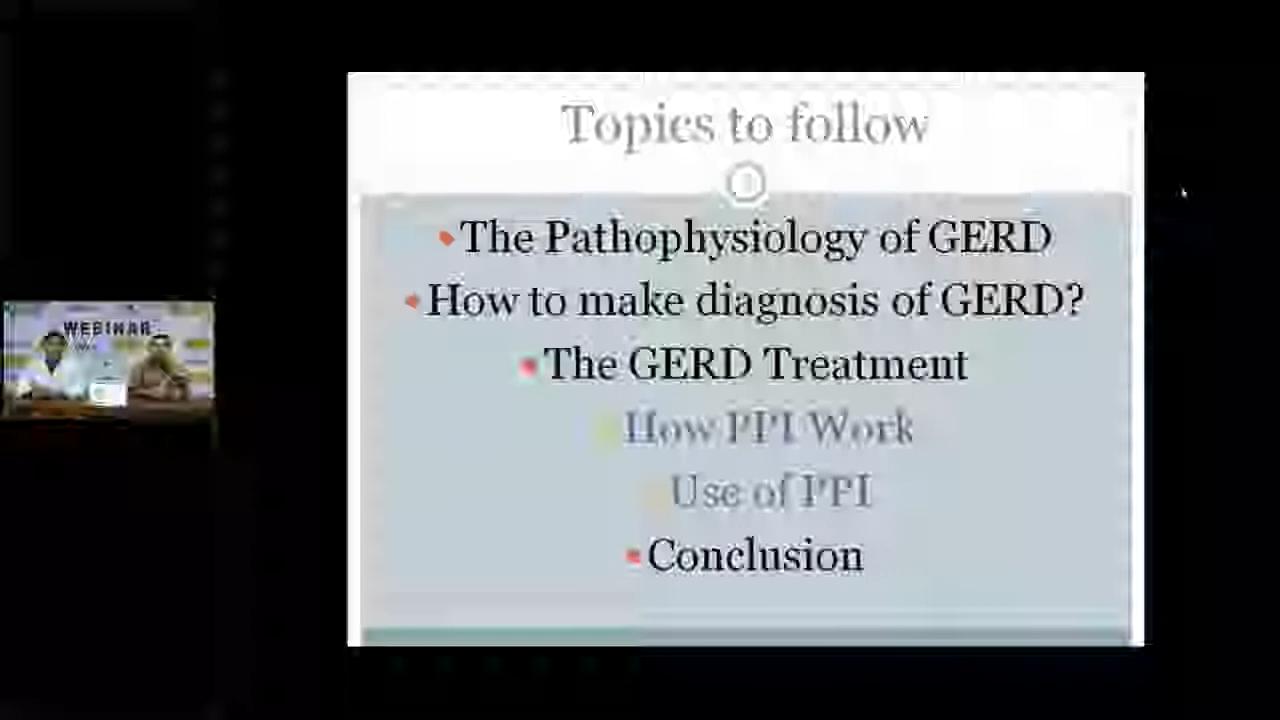 Topics to follow
The Pathophysiology of GERD
How to make diagnosis of GERD?
The GERD Treatment
How PPI Work
Use of PPI
Conclusion
WEBINAR